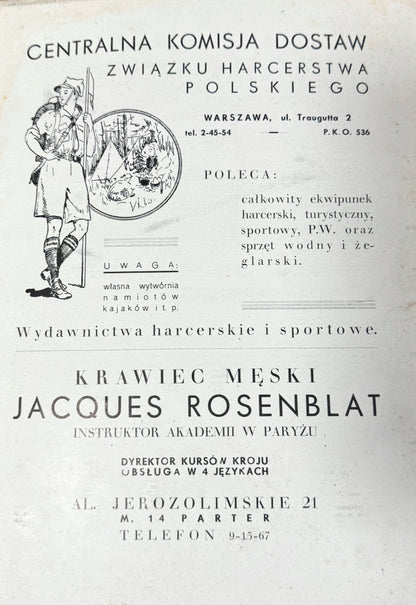 CENTRALNA KOMISJA DOSTAW
ZWIĄZKU HARCERSTWA
POLSKIEGO
WARSZAWA, ul. Traugutta 2
tel. 2-45-54 — P.K.O. 536
POLECA:
całkowity ekwipunek
harcerski, turystyczny,
sportowy, P.W. oraz
sprzęt wodny i że-
glarski.
UWAGA:
własna wytwórnia
namiotów
kajaków i t. p.
Wydawnictwa harcerskie i sportowe.
KRAWIEC MĘSKI
JACQUES ROSENBLAT
INSTRUKTOR AKADEMII W PARYŻU
DYREKTOR KURSÓW KROJU
OBSŁUGA W 4 JĘZYKACH
AL. JEROZOLIMSKIE 21
M. 14 PARTER
TELEFON 9-15-67